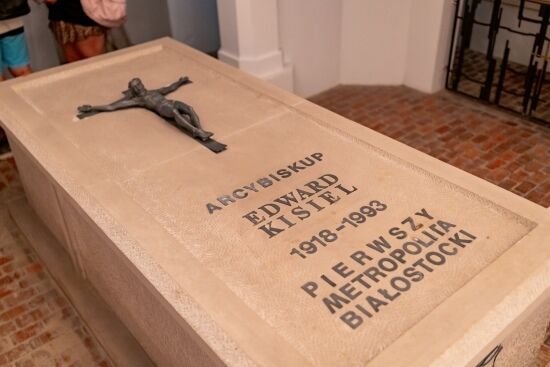 ARCYBISKUP
EDWARD
KISIEL
1918-1993
PIERWSZY
METROPOLITA
BIAŁOSTOCKI